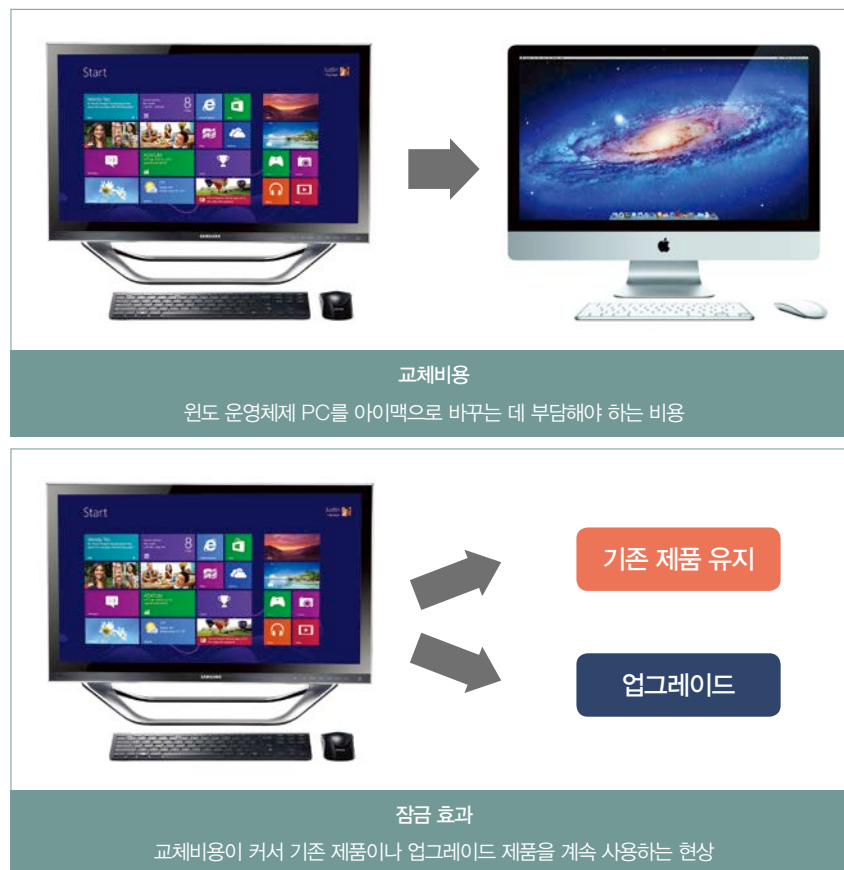 Start
SAMSUNG
교체비용
윈도 운영체제 PC를 아이맥으로 바꾸는 데 부담해야 하는 비용
Start
SAMSUNG
기존 제품 유지
업그레이드
잠금 효과
교체비용이 커서 기존 제품이나 업그레이드 제품을 계속 사용하는 현상